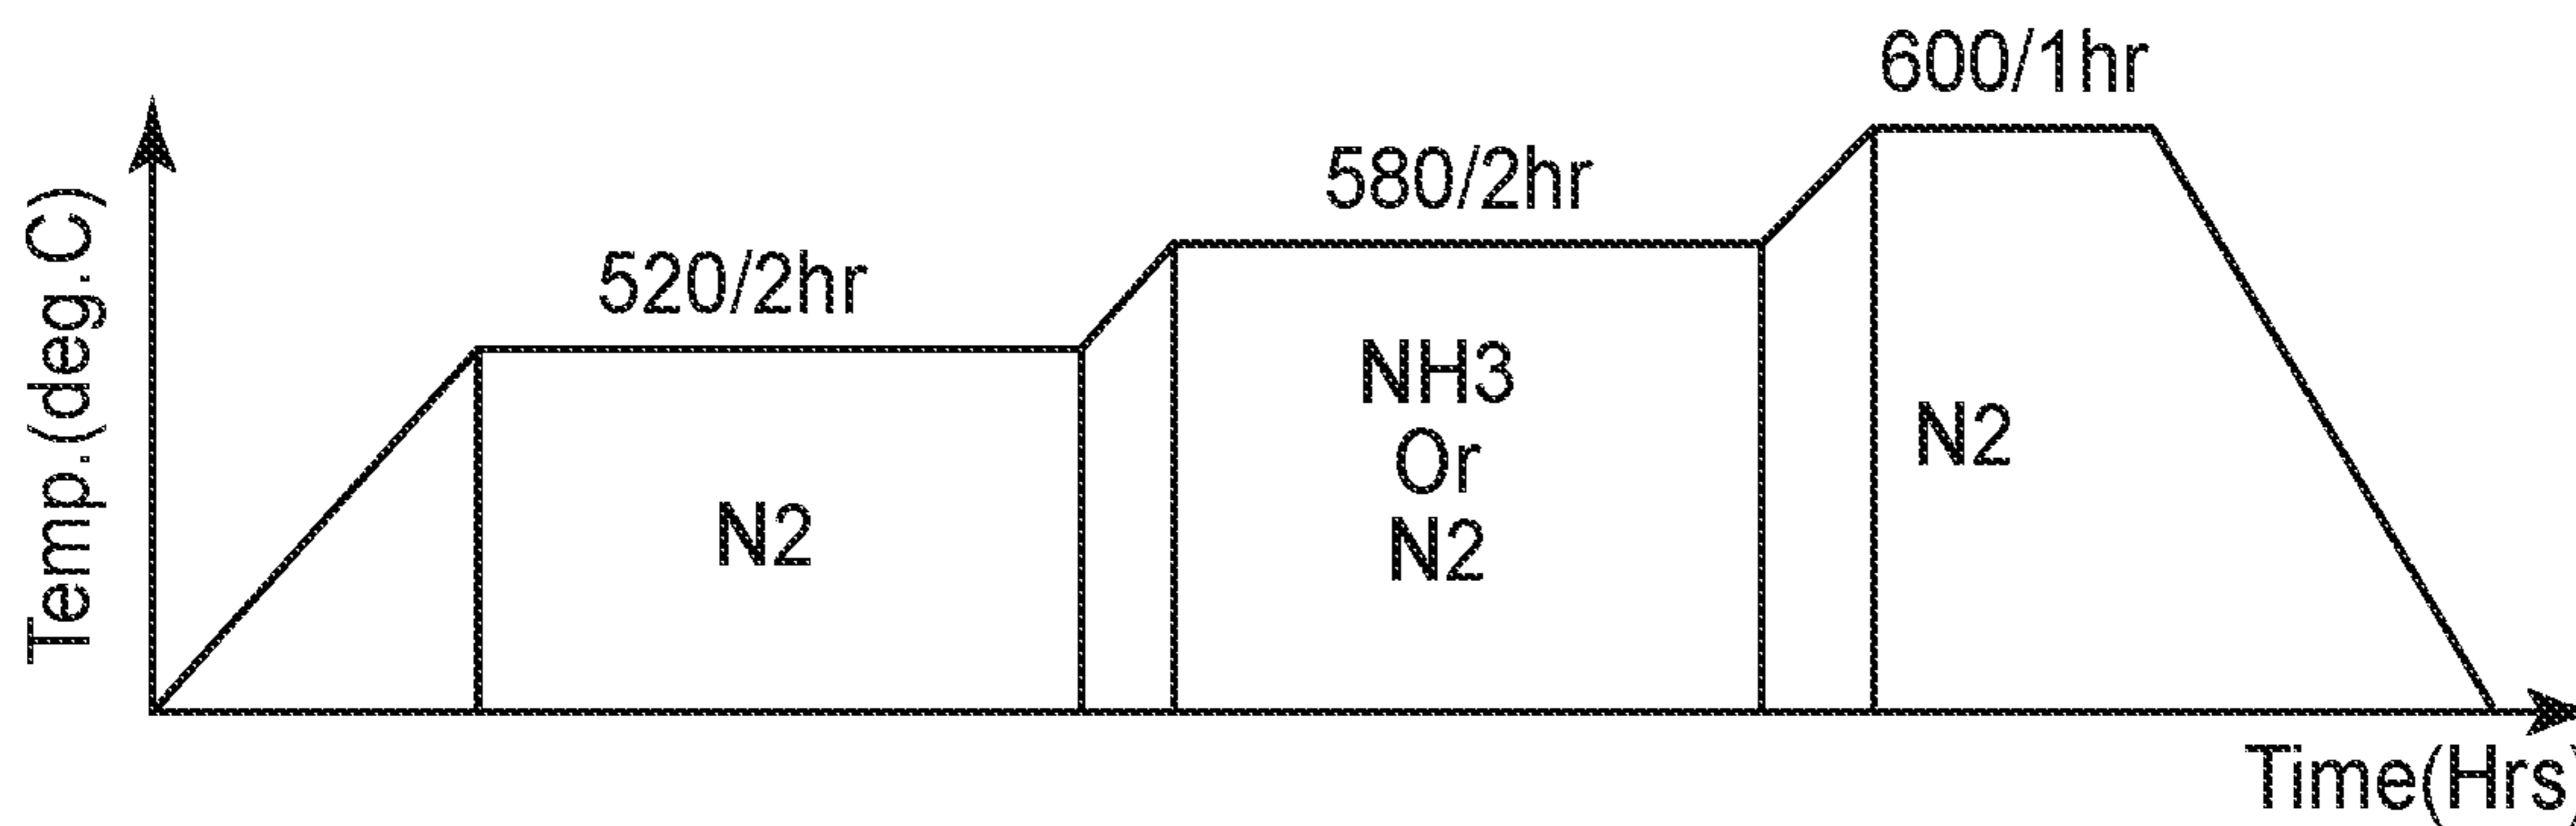 600/1hr
580/2hr
520/2hr
Temp.(deg.C)
N2
NH3
Or
N2
N2
Time(Hrs)